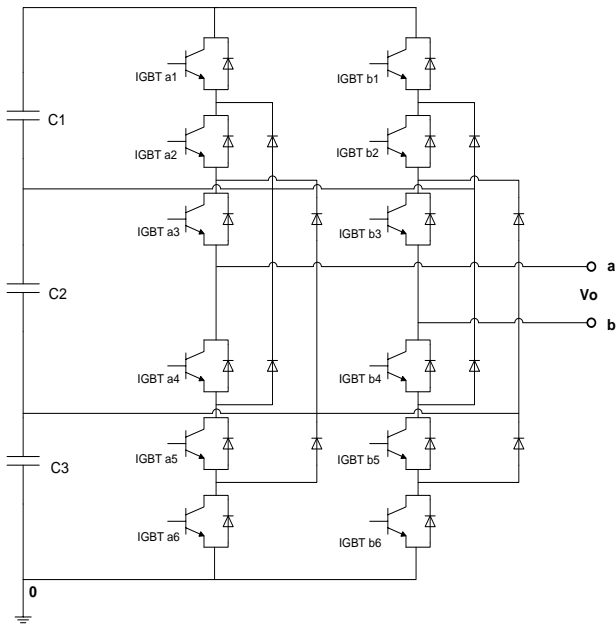 IGBT a1
IGBT b1
C1
IGBT a2
IGBT b2
IGBT a3
IGBT b3
a
C2
Vo
b
IGBT a4
IGBT b4
IGBT a5
IGBT b5
C3
IGBT a6
IGBT b6
0